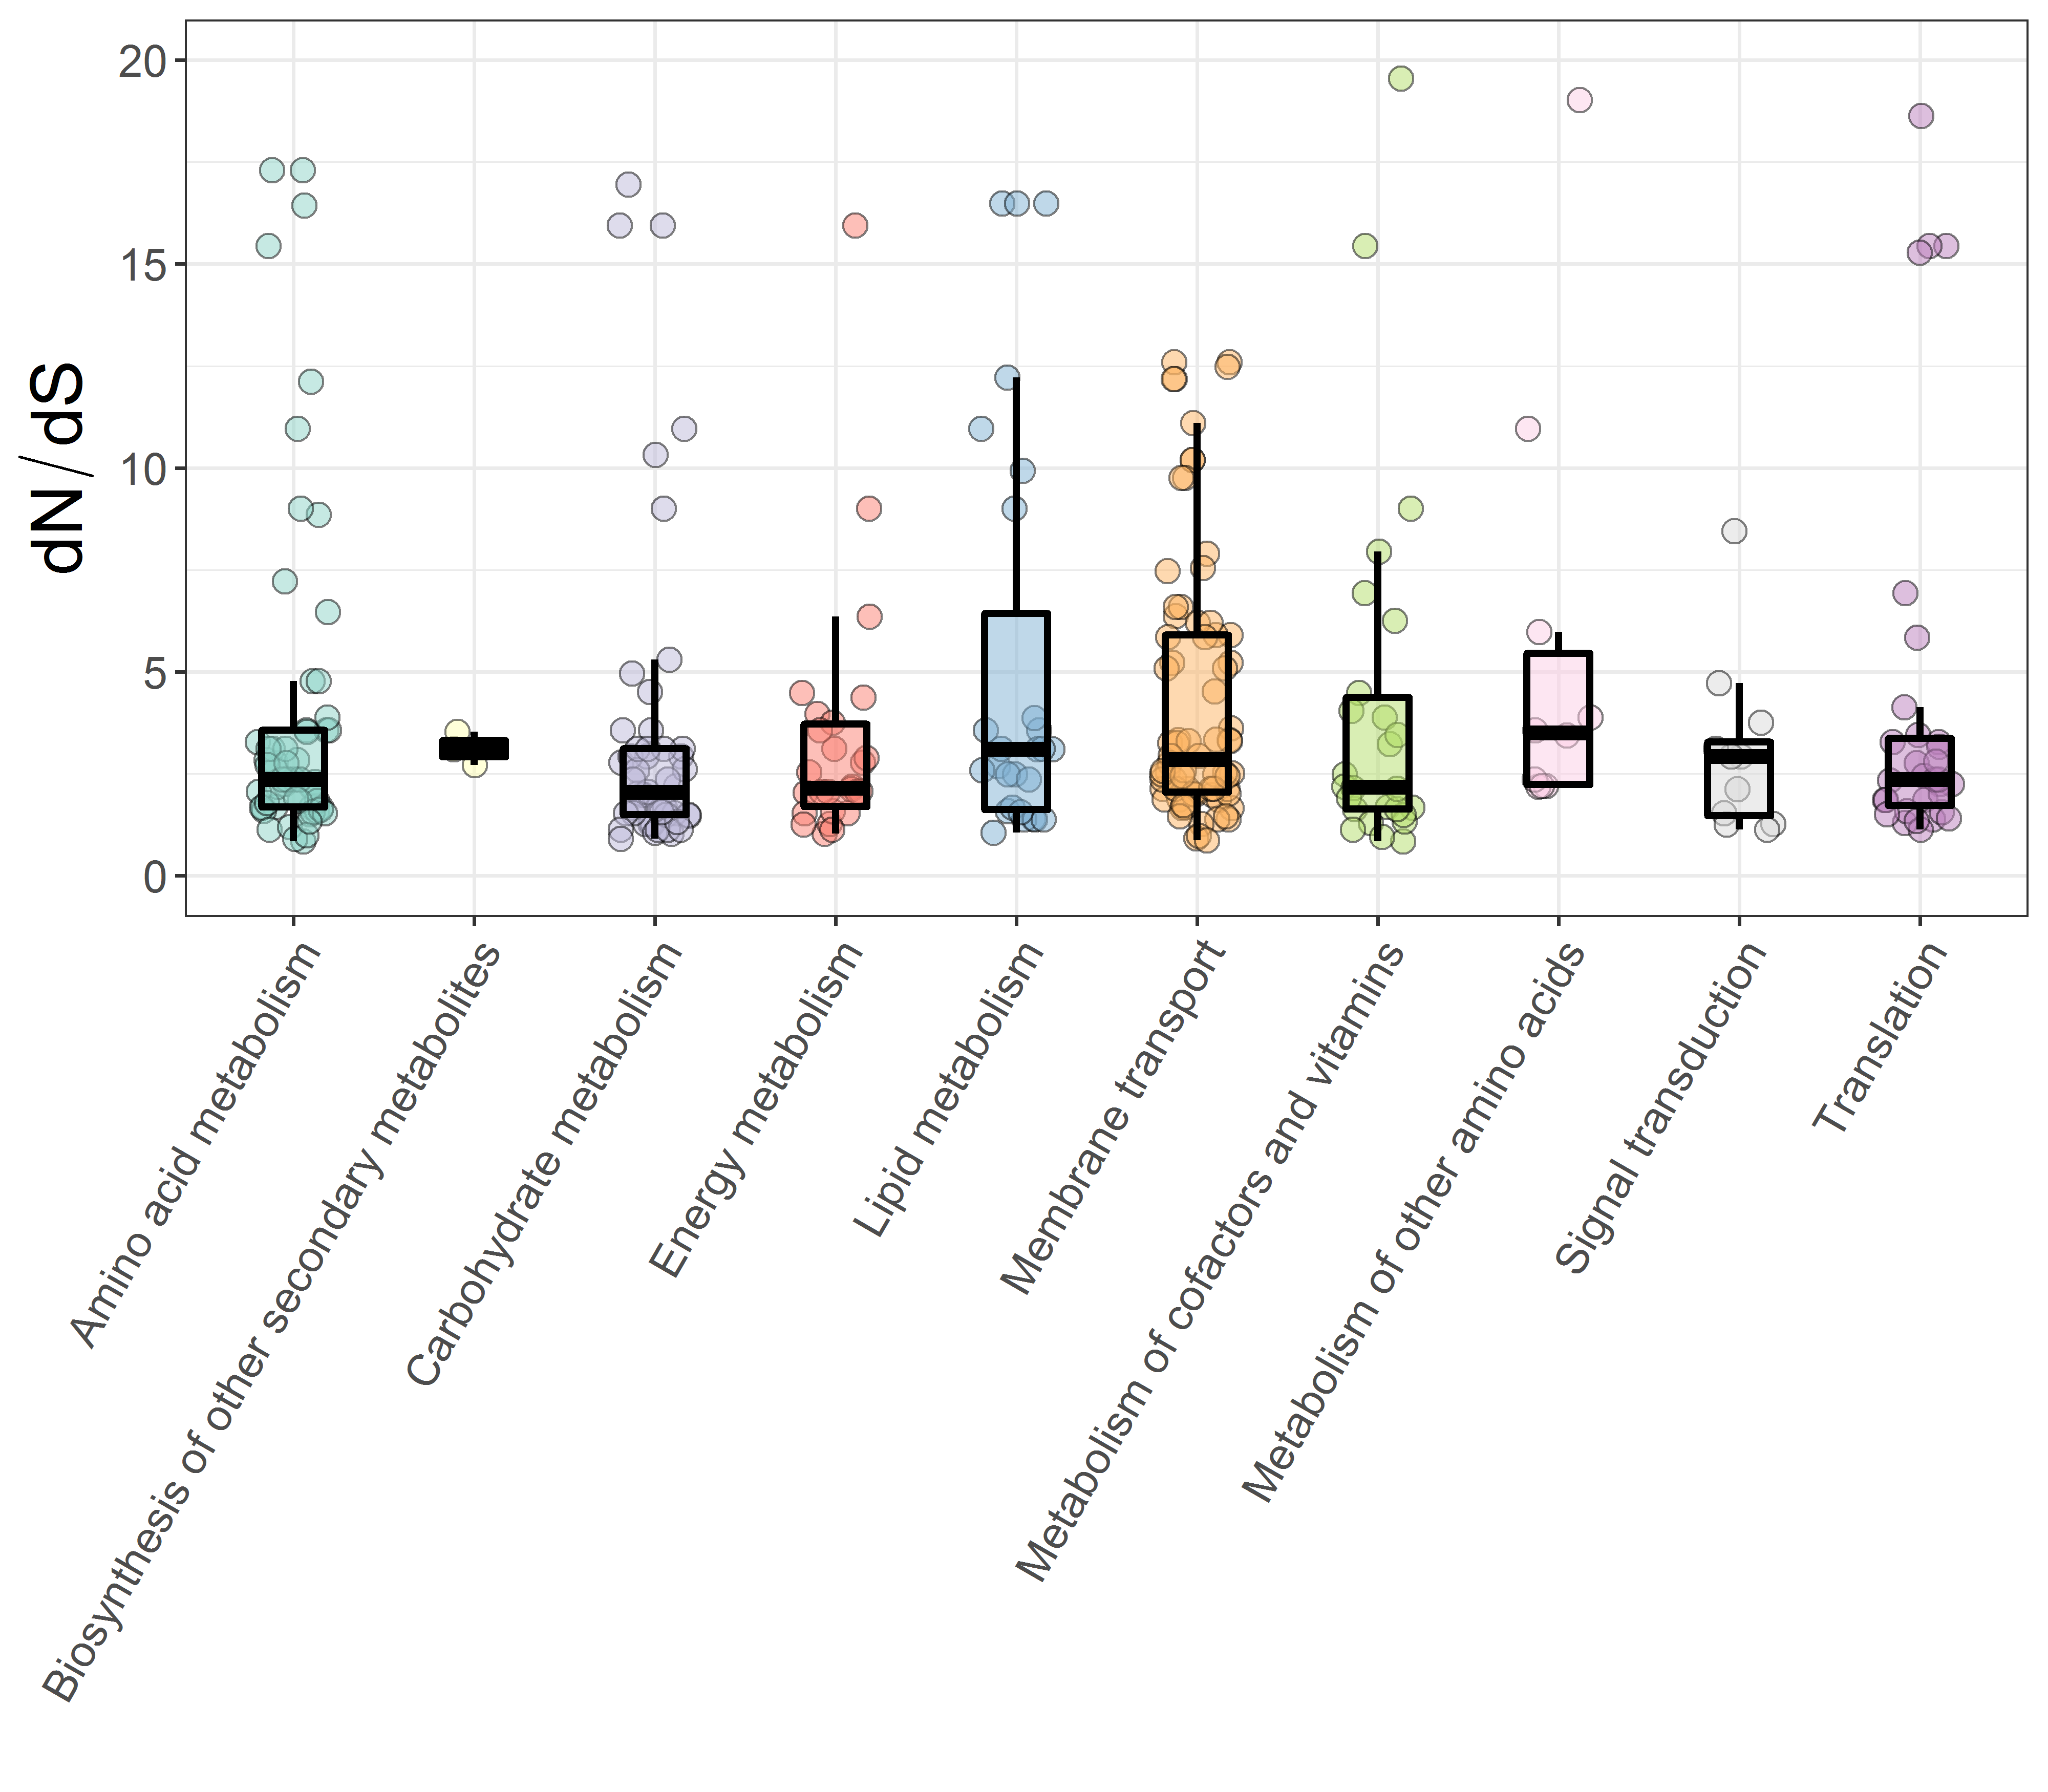 dN / dS
20
15
10
5
0
Amino acid metabolism
Biosynthesis of other secondary metabolites
Carbohydrate metabolism
Energy metabolism
Lipid metabolism
Membrane transport
Metabolism of cofactors and vitamins
Metabolism of other amino acids
Signal transduction
Translation